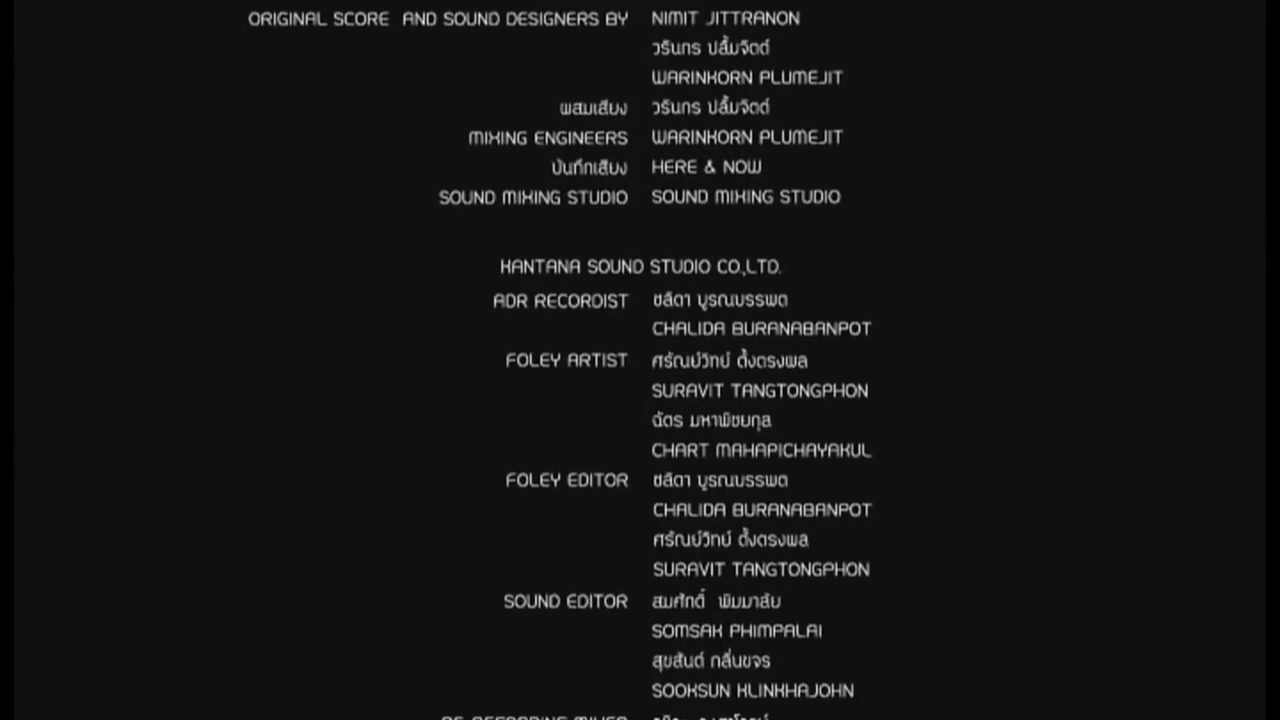 ORIGINAL SCORE AND SOUND DESIGNERS BY NIMIT JITTRANON
วรินทร ปลื้มจิตต์
WARINKORN PLUMEJIT
ผสมเสียง วรินทร ปลื้มจิตต์
MIXING ENGINEERS WARINKORN PLUMEJIT
บันทึกเสียง HERE & NOW
SOUND MIXING STUDIO SOUND MIXING STUDIO
KANTANA SOUND STUDIO CO.,LTD.
ADR RECORDIST ชลิดา บูรณบรรพต
CHALIDA BURANABANPOT
FOLEY ARTIST ศรัณย์วิทย์ ตั้งตรงพล
SURAVIT TANGTONGPHON
ฉัตร มหาพิชยกุล
CHART MAHAPICHAYAKUL
FOLEY EDITOR ชลิดา บูรณบรรพต
CHALIDA BURANABANPOT
ศรัณย์วิทย์ ตั้งตรงพล
SURAVIT TANGTONGPHON
SOUND EDITOR สมศักดิ์ พิมมาลัย
SOMSAK PHIMPALAI
สุขสันต์ กลิ่นขจร
SOOKSUN KLINKHAJOHN
RE-RECORDING MIXER